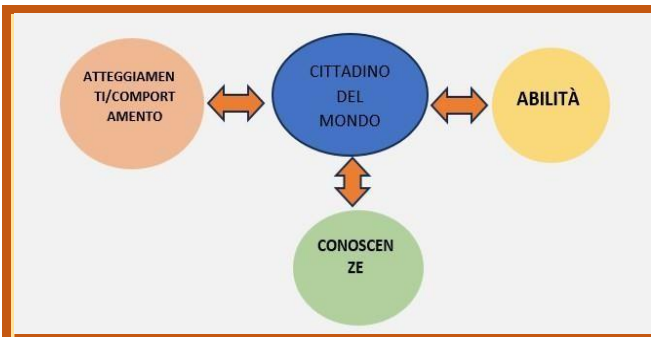 ATTEGGIAMEN
TI/COMPORT
AMENTO
CITTADINO
DEL
MONDO
ABILITÀ
CONOSCEN
ZE